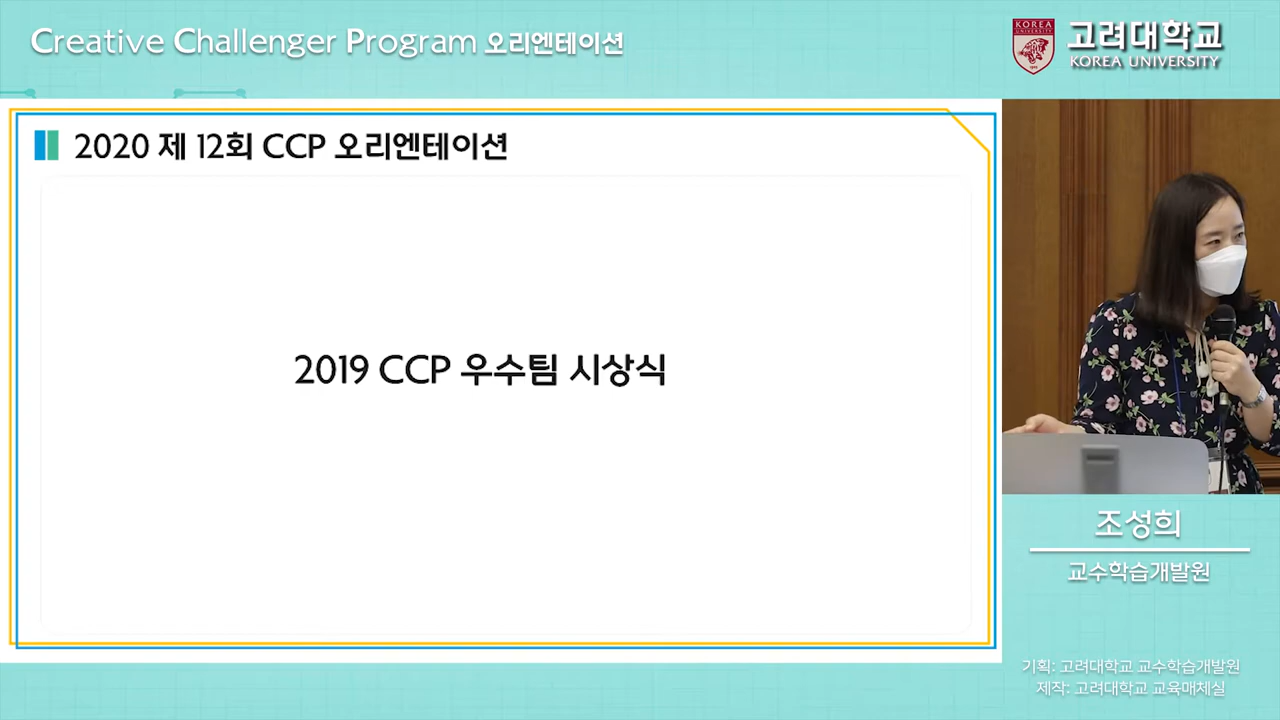 Creative Challenger Program 오리엔테이션
KOREA
UNIVERSITY
고려대학교
KOREA UNIVERSITY
2020 제 12회 CCP 오리엔테이션
2019 CCP 우수팀 시상식
조성희
교수학습개발원
기획: 고려대학교 교수학습개발원
제작: 고려대학교 교육매체실